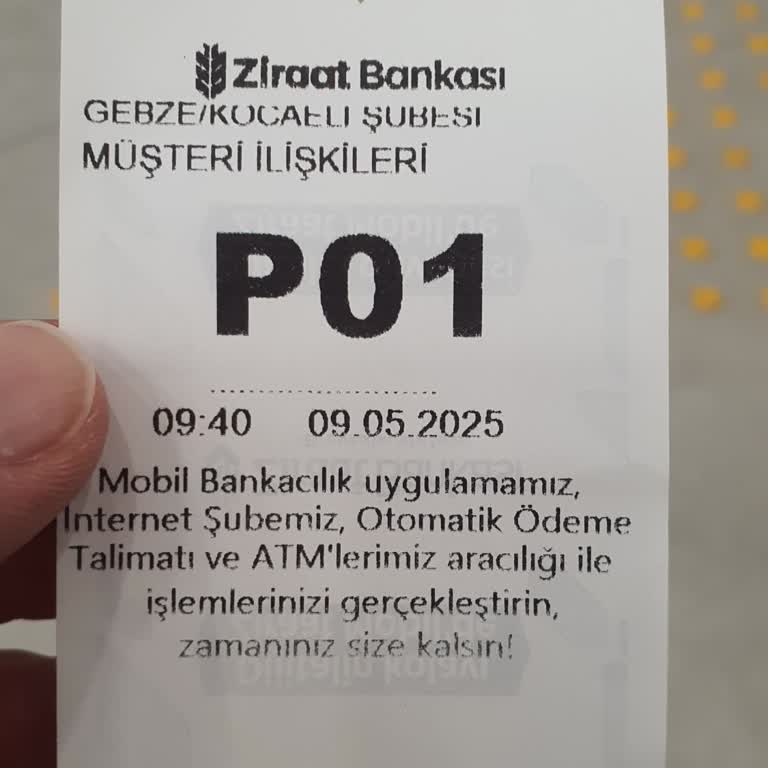 Ziraat Bankası
GEBZE/KOCAELİ ŞUBESİ
MÜŞTERİ İLİŞKİLERİ
P01
09:40 09.05.2025
Mobil Bankacılık uygulamamız,
İnternet Şubemiz, Otomatik Ödeme
Talimatı ve ATM'lerimiz aracılığı ile
işlemlerinizi gerçekleştirin,
zamanınız size kalsın!